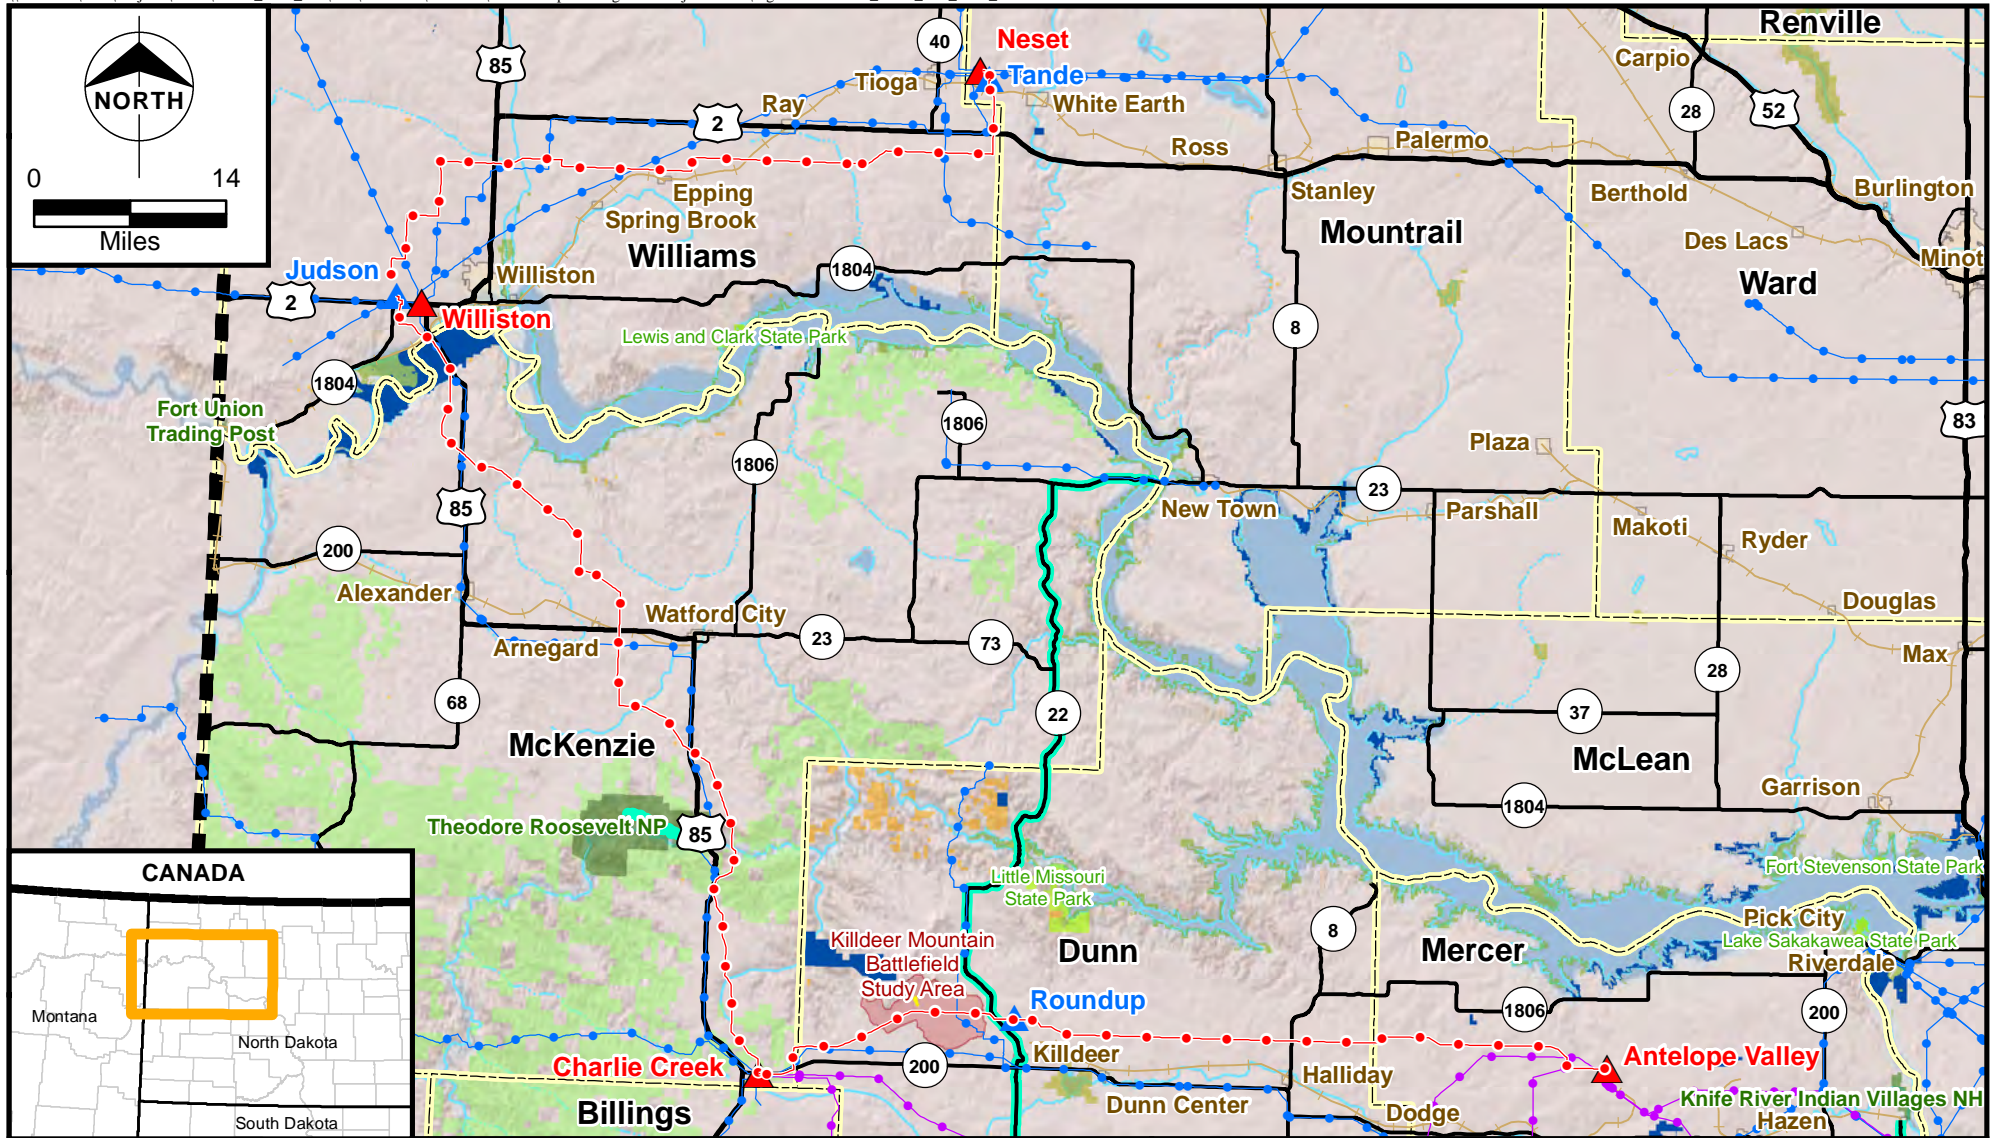 NORTH
0 14
Miles
85
40
Neset
Tande
Tioga
Ray
White Earth
2
Ross
Palermo
Carpio
Renville
28
52
Stanley
Berthold
Burlington
Epping
Spring Brook
Williams
Mountrail
Des Lacs
Minot
Ward
Judson
Williston
2
Williston
1804
Lewis and Clark State Park
8
1804
Fort Union
Trading Post
1806
1806
83
Plaza
85
23
New Town
Parshall
Makoti
Ryder
200
Alexander
Watford City
Arnegard
23
73
Douglas
Max
28
68
22
37
McKenzie
McLean
Garrison
1804
Theodore Roosevelt NP
85
Little Missouri
State Park
Fort Stevenson State Park
Pick City
Lake Sakakawea State Park
Riverdale
8
Killdeer Mountain
Battlefield
Study Area
Dunn
Mercer
Roundup
1806
200
Charlie Creek
200
Killdeer
Halliday
Antelope Valley
Knife River Indian Villages NH
Billings
Dunn Center
Dodge
Hazen
CANADA
Montana
North Dakota
South Dakota